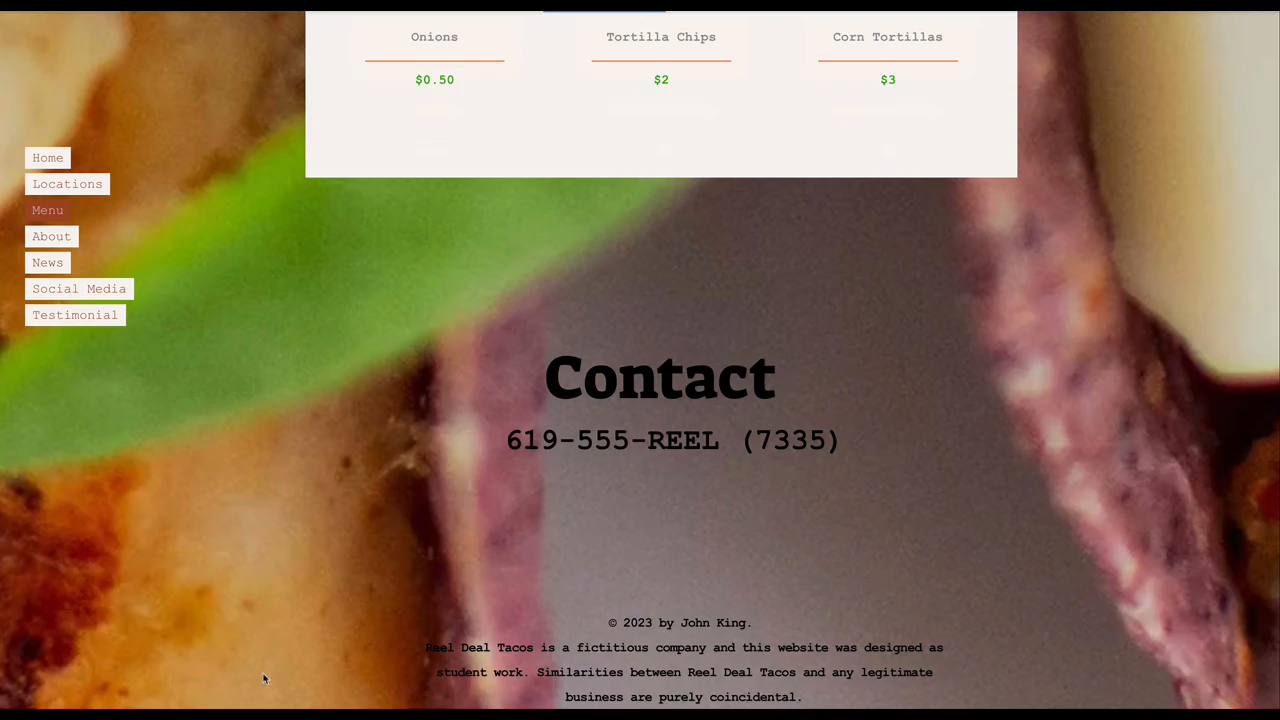 Onions
Tortilla Chips
Corn Tortillas
$0.50
$2
$3
Home
Locations
Menu
About
News
Social Media
Testimonial
Contact
619-555-REEL (7335)
© 2023 by John King.
Reel Deal Tacos is a fictitious company and this website was designed as
student work. Similarities between Reel Deal Tacos and any legitimate
business are purely coincidental.